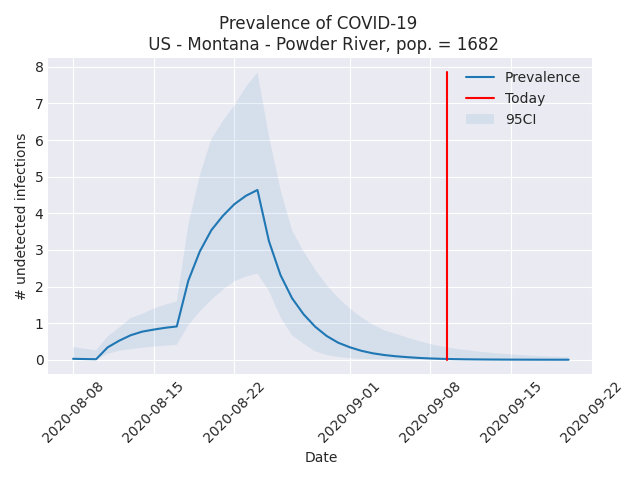 Prevalence of COVID-19
US - Montana - Powder River, pop. = 1682
8
7
6
5
4
3
2
1
0
# undetected infections
Prevalence
Today
95CI
2020-08-08
2020-08-15
2020-08-22
2020-09-01
2020-09-08
2020-09-15
2020-09-22
Date